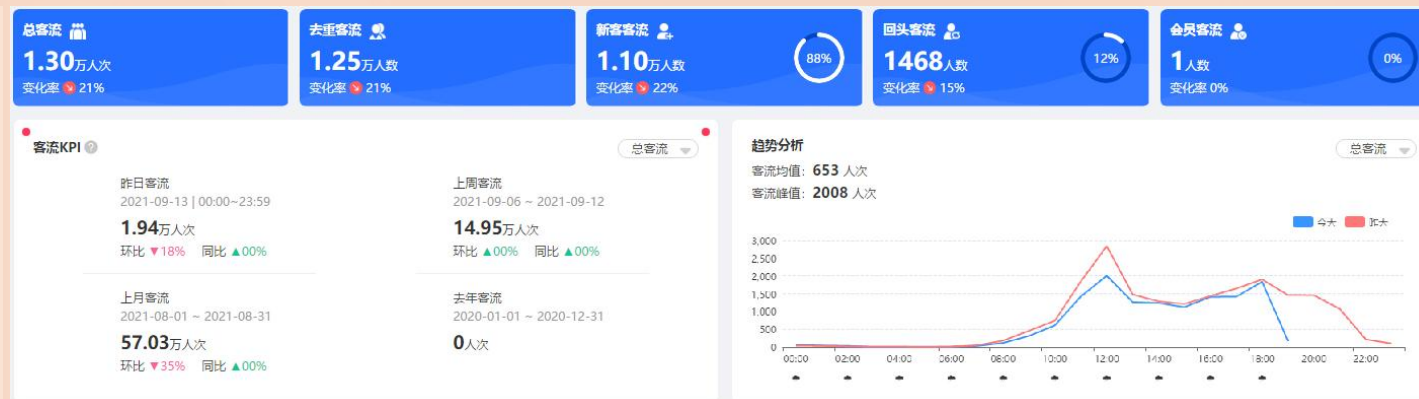 总客流
1.30万人次
变化率 21%
去重客流
1.25万人数
变化率 21%
新客客流
1.10万人数
变化率 22%
88%
回头客流
1468人数
变化率 15%
12%
会员客流
1人数
变化率 0%
0%
客流KPI ?
总客流
昨日客流
2021-09-13 | 00:00~23:59
1.94万人次
环比 ▼18% 同比 ▲00%
上周客流
2021-09-06 ~ 2021-09-12
14.95万人次
环比 ▲00% 同比 ▲00%
上月客流
2021-08-01 ~ 2021-08-31
57.03万人次
环比 ▼35% 同比 ▲00%
去年客流
2020-01-01 ~ 2020-12-31
0人次
趋势分析
总客流
客流均值: 653 人次
客流峰值: 2008 人次
今天 昨天
3,000
2,500
2,000
1,500
1,000
500
0
00:00 02:00 04:00 06:00 08:00 10:00 12:00 14:00 16:00 18:00 20:00 22:00